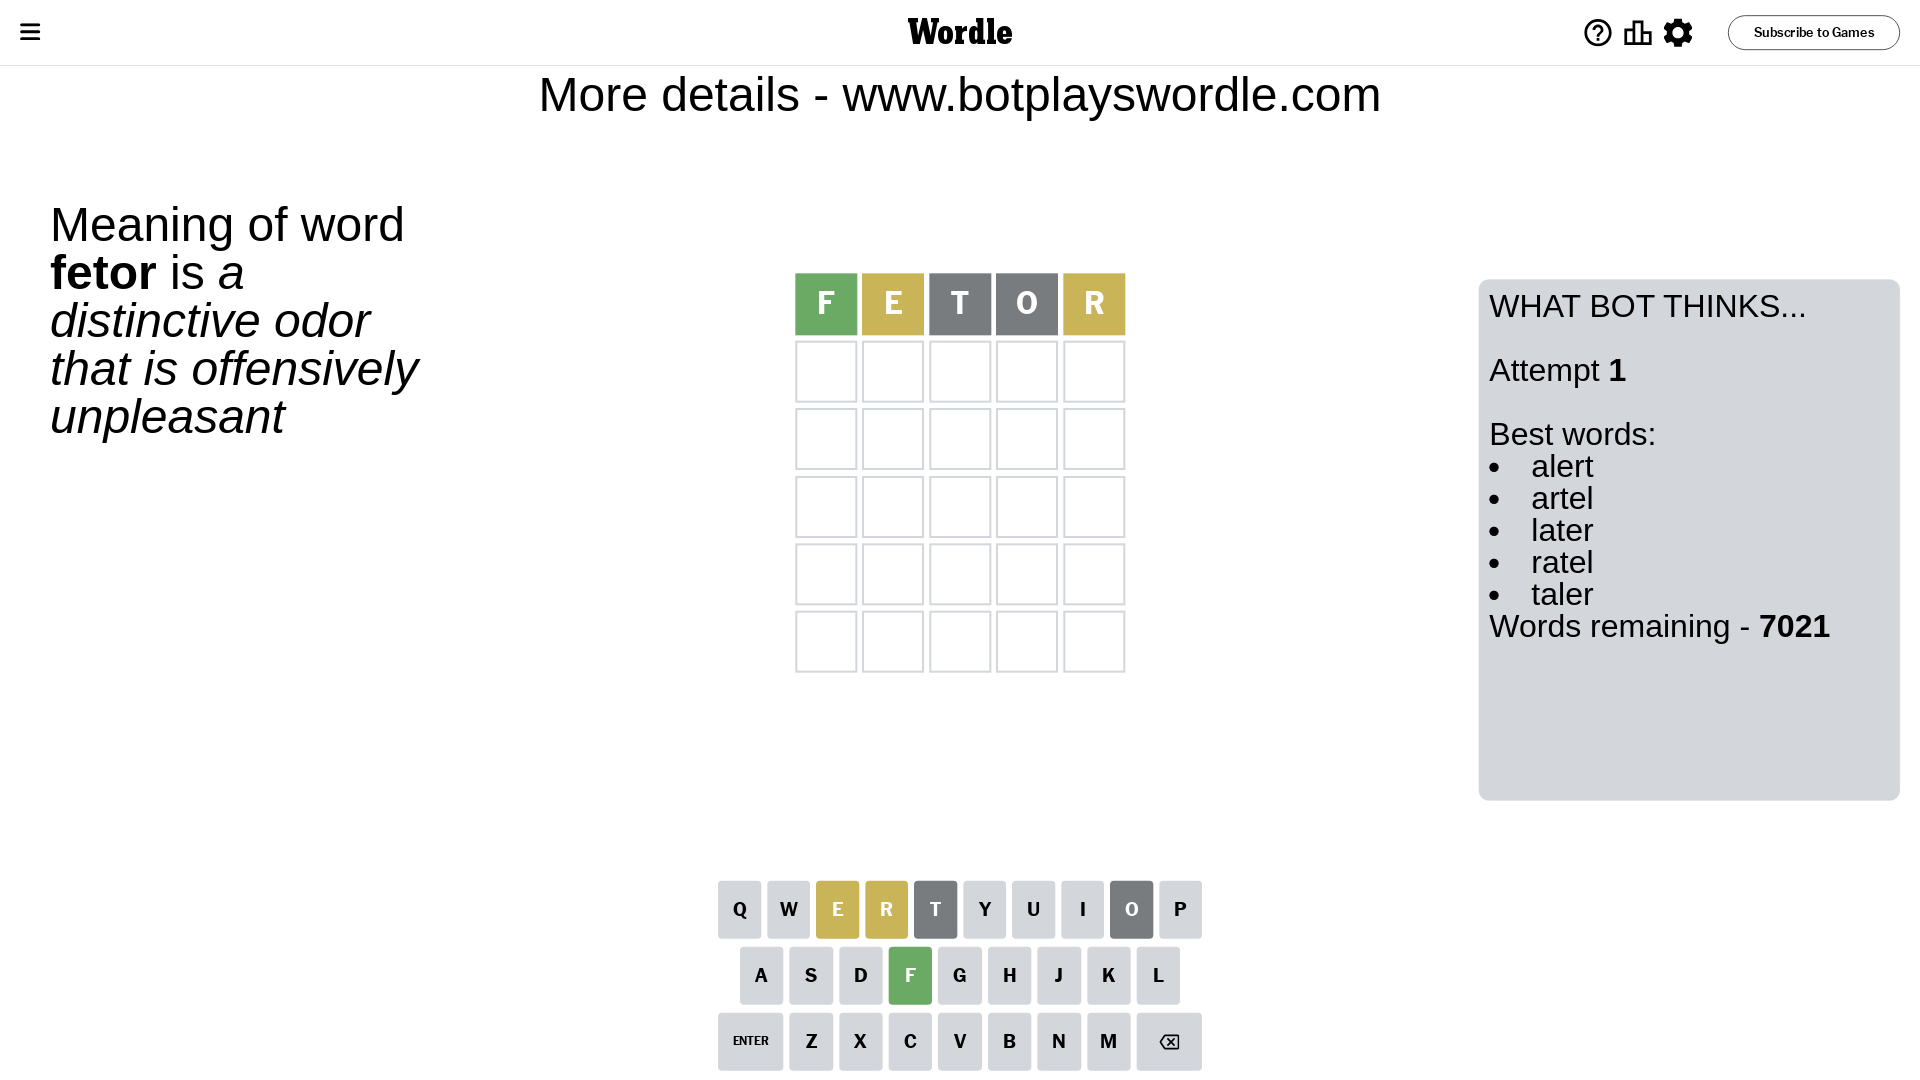 Wordle
Subscribe to Games
More details - www.botplayswordle.com
Meaning of word
fetor is a
distinctive odor
that is offensively
unpleasant
F E T O R
WHAT BOT THINKS...
Attempt 1
Best words:
• alert
• artel
• later
• ratel
• taler
Words remaining - 7021
Q W E R T Y U I O P
A S D F G H J K L
ENTER Z X C V B N M